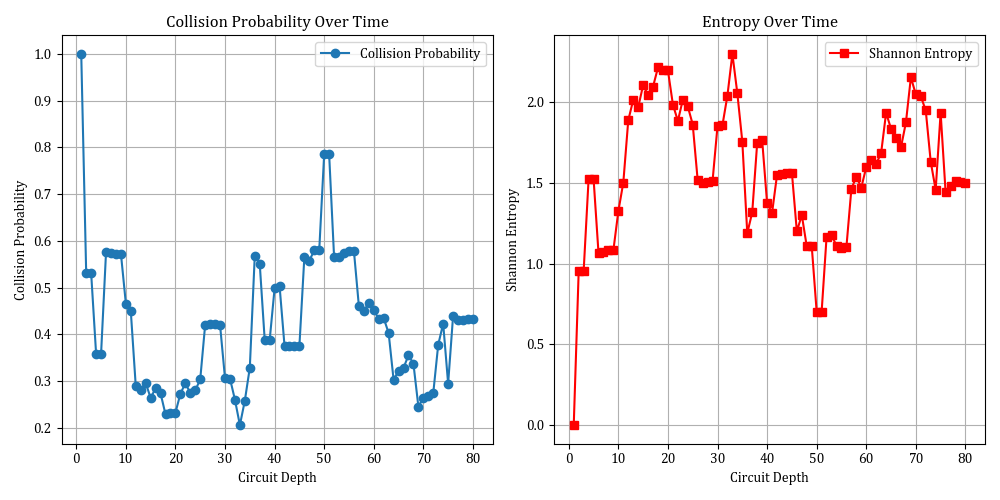 Collision Probability Over Time
Collision Probability
1.0
0.9
0.8
0.7
0.6
0.5
0.4
0.3
0.2
Collision Probability
0 10 20 30 40 50 60 70 80
Circuit Depth
Entropy Over Time
Shannon Entropy
2.0
1.5
1.0
0.5
0.0
Shannon Entropy
0 10 20 30 40 50 60 70 80
Circuit Depth